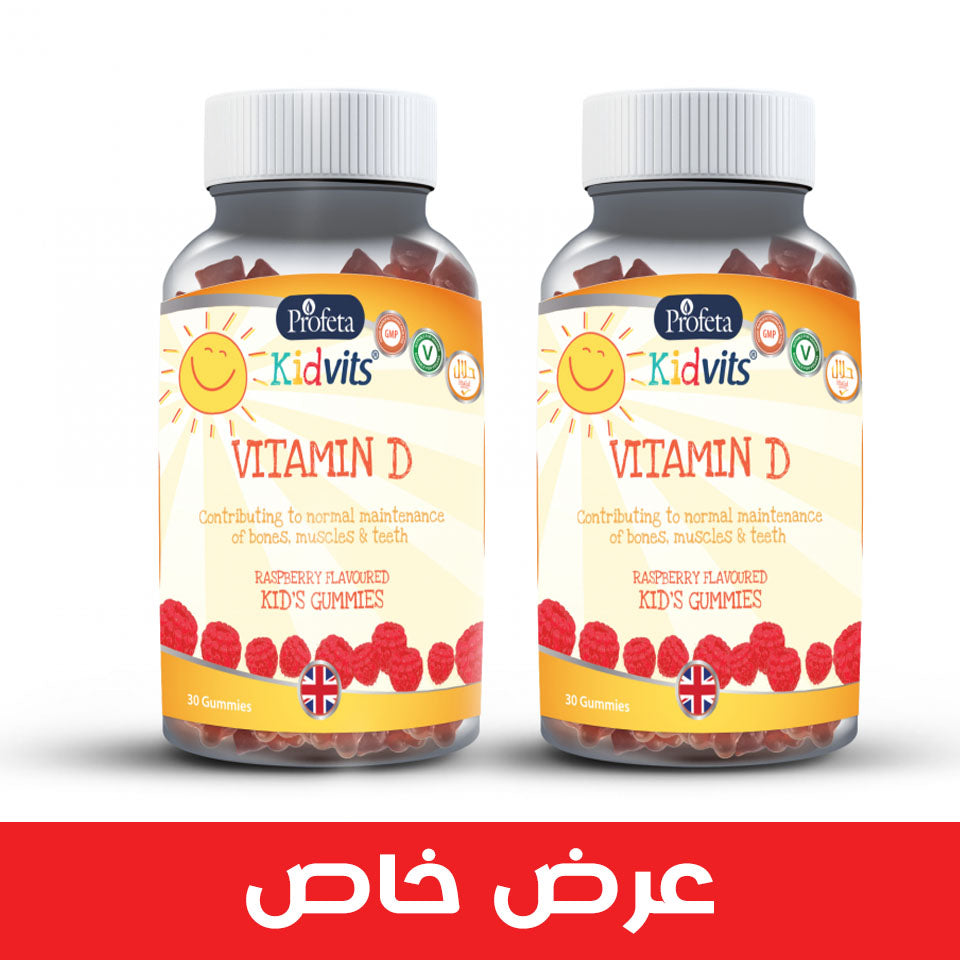 Profeta
Kidvits®
GMP
V
حلال
Halal
VITAMIN D
Contributing to normal maintenance
of bones, muscles & teeth
RASPBERRY FLAVOURED
KID'S GUMMIES
30 Gummies
Profeta
Kidvits®
GMP
V
حلال
Halal
VITAMIN D
Contributing to normal maintenance
of bones, muscles & teeth
RASPBERRY FLAVOURED
KID'S GUMMIES
30 Gummies
عرض خاص